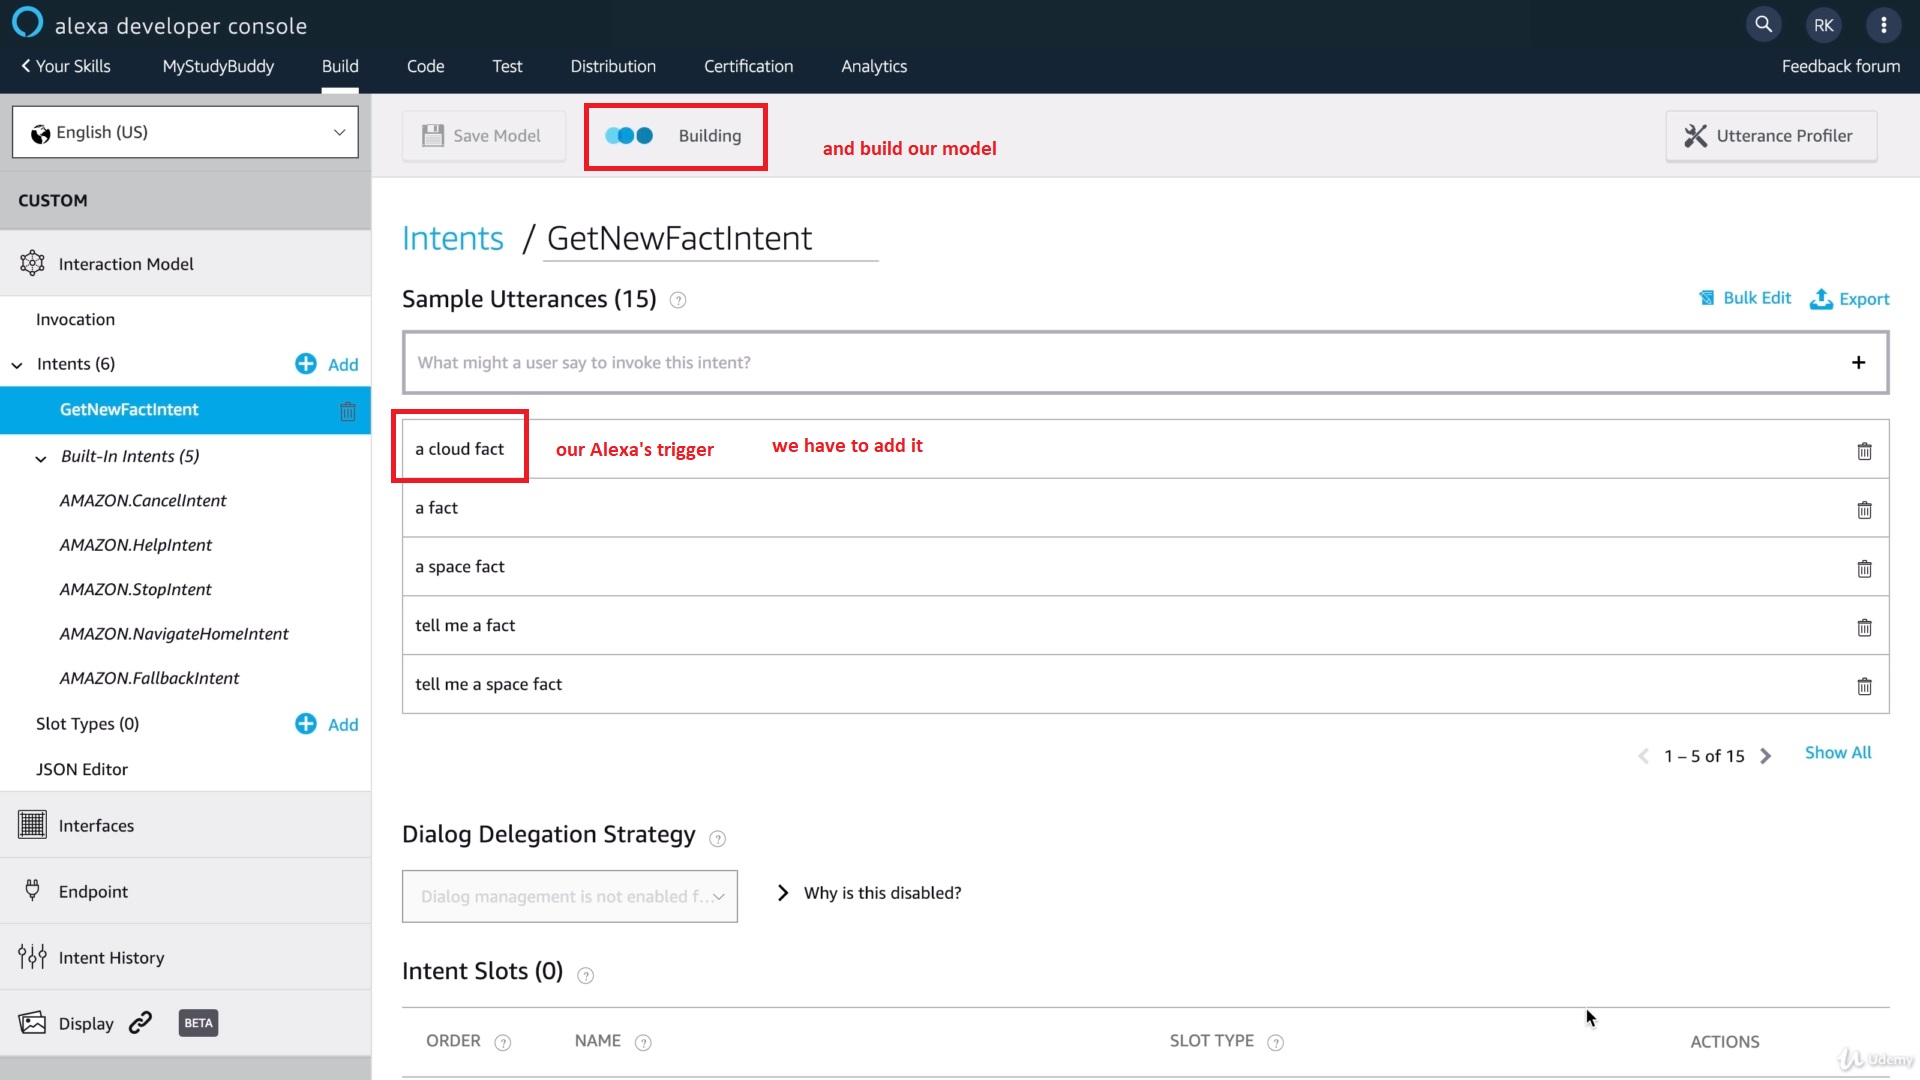 alexa developer console
RK
Your Skills
MyStudyBuddy
Build
Code
Test
Distribution
Certification
Analytics
Feedback forum
English (US)
Save Model
Building
and build our model
Utterance Profiler
CUSTOM
Interaction Model
Invocation
Intents (6)
Add
GetNewFactIntent
Built-In Intents (5)
AMAZON.CancelIntent
AMAZON.HelpIntent
AMAZON.StopIntent
AMAZON.NavigateHomeIntent
AMAZON.FallbackIntent
Slot Types (0)
Add
JSON Editor
Interfaces
Endpoint
Intent History
Display
BETA
Intents / GetNewFactIntent
Sample Utterances (15) ?
Bulk Edit
Export
What might a user say to invoke this intent?
a cloud fact
our Alexa's trigger
we have to add it
a fact
a space fact
tell me a fact
tell me a space fact
1 – 5 of 15
Show All
Dialog Delegation Strategy ?
Dialog management is not enabled f...
Why is this disabled?
Intent Slots (0) ?
ORDER ?
NAME ?
SLOT TYPE ?
ACTIONS
Udemy